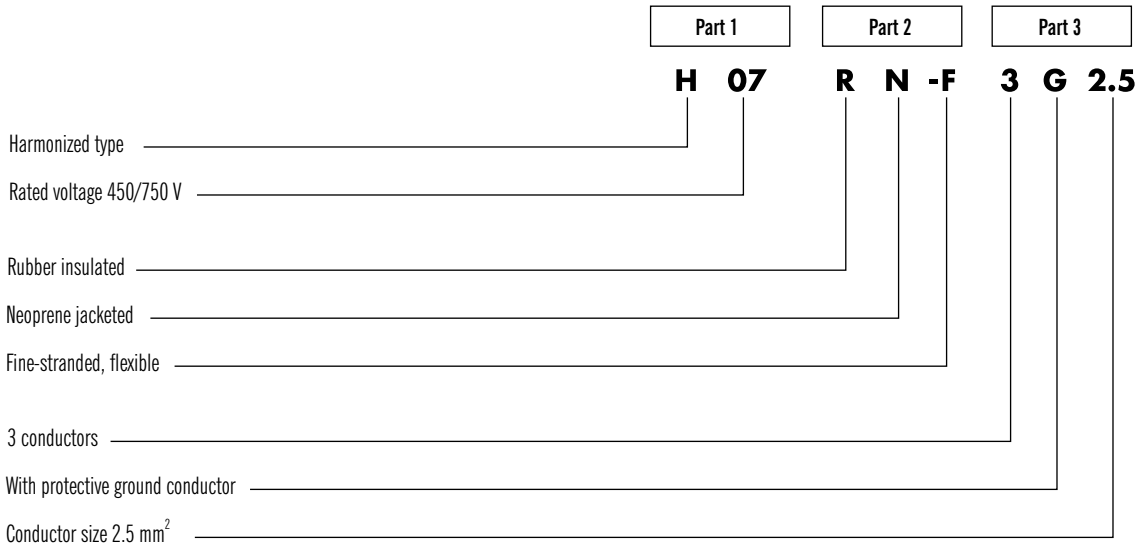 Part 1 Part 2 Part 3
H 07 R N -F 3 G 2.5
Harmonized type
Rated voltage 450/750 V
Rubber insulated
Neoprene jacketed
Fine-stranded, flexible
3 conductors
With protective ground conductor
Conductor size 2.5 mm²